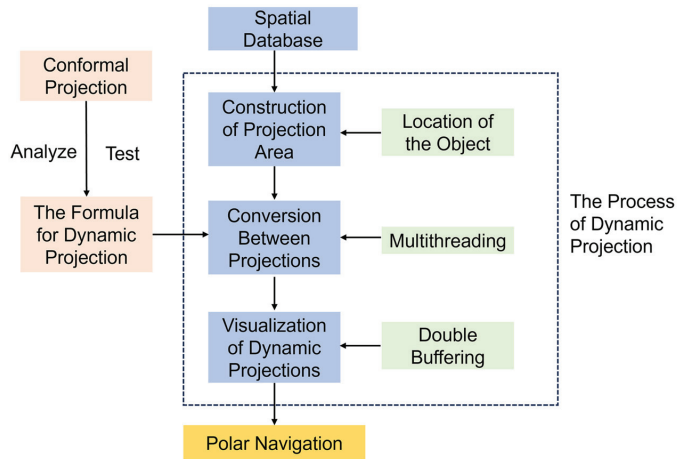 Spatial
Database
Conformal
Projection
Construction
of Projection
Area
Location of
the Object
Analyze
Test
The Formula
for Dynamic
Projection
Conversion
Between
Projections
Multithreading
The Process
of Dynamic
Projection
Visualization
of Dynamic
Projections
Double
Buffering
Polar Navigation